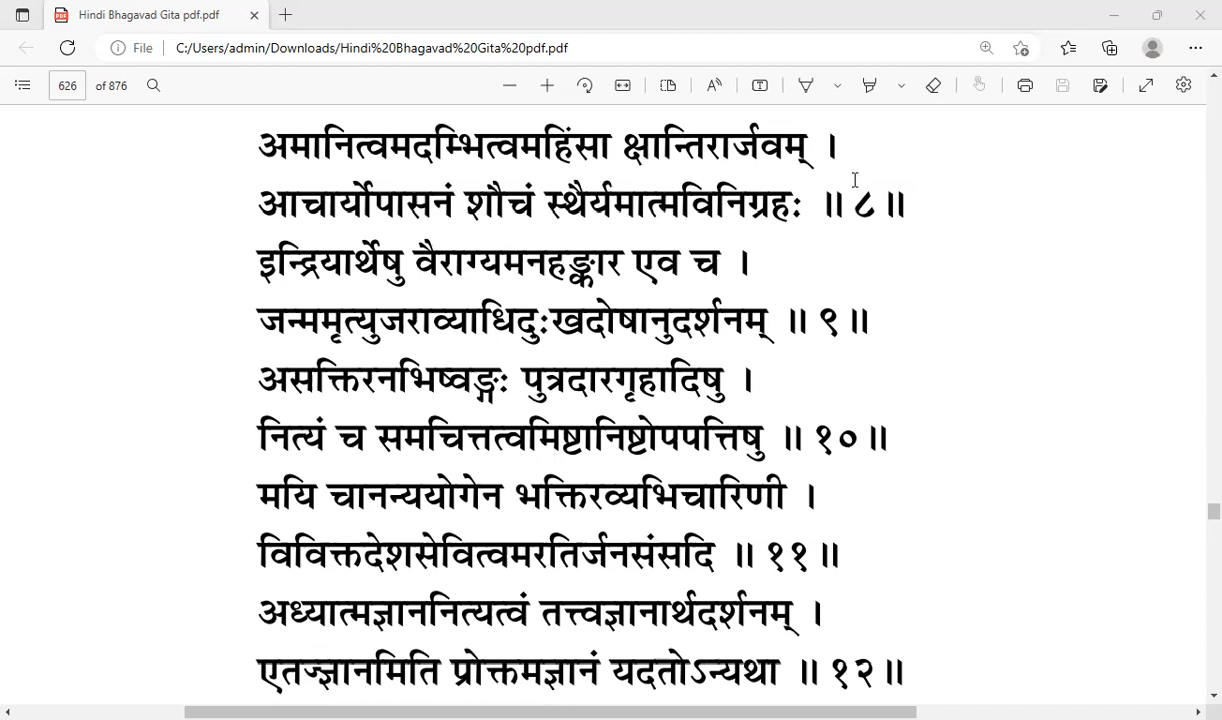 Hindi Bhagavad Gita pdf.pdf
File C:/Users/admin/Downloads/Hindi%20Bhagavad%20Gita%20pdf.pdf
626 of 876
अमानित्वमदम्भित्वमहिंसा क्षान्तिरार्जवम् ।
आचार्योपासनं शौचं स्थैर्यमात्मविनिग्रहः ॥ ८॥
इन्द्रियार्थेषु वैराग्यमनहङ्कार एव च ।
जन्ममृत्युजराव्याधिदुःखदोषानुदर्शनम् ॥ ९॥
असक्तिरनभिष्वङ्गः पुत्रदारगृहादिषु ।
नित्यं च समचित्तत्वमिष्टानिष्टोपपत्तिषु ॥ १०॥
मयि चानन्ययोगेन भक्तिरव्यभिचारिणी ।
विविक्तदेशसेवित्वमरतिर्जनसंसदि ॥ ११॥
अध्यात्मज्ञाननित्यत्वं तत्त्वज्ञानार्थदर्शनम् ।
एतज्ज्ञानमिति प्रोक्तमज्ञानं यदतोऽन्यथा ॥ १२॥